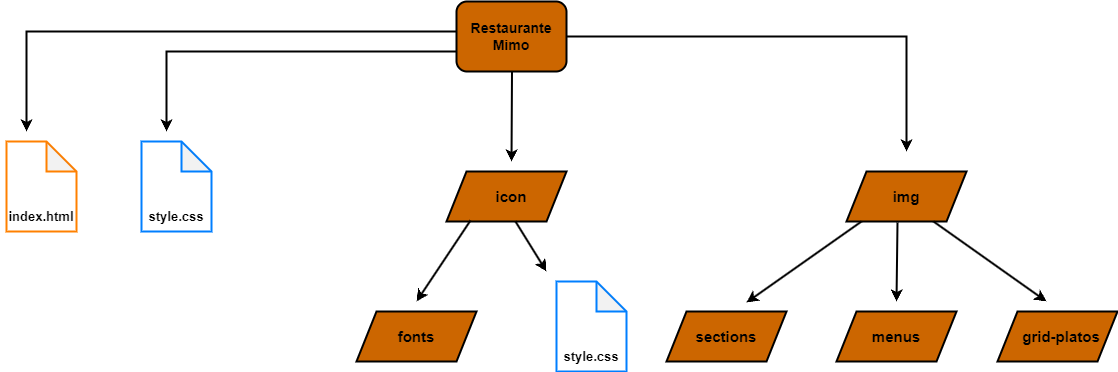 Restaurante
Mimo
index.html
style.css
icon
img
fonts
style.css
sections
menus
grid-platos